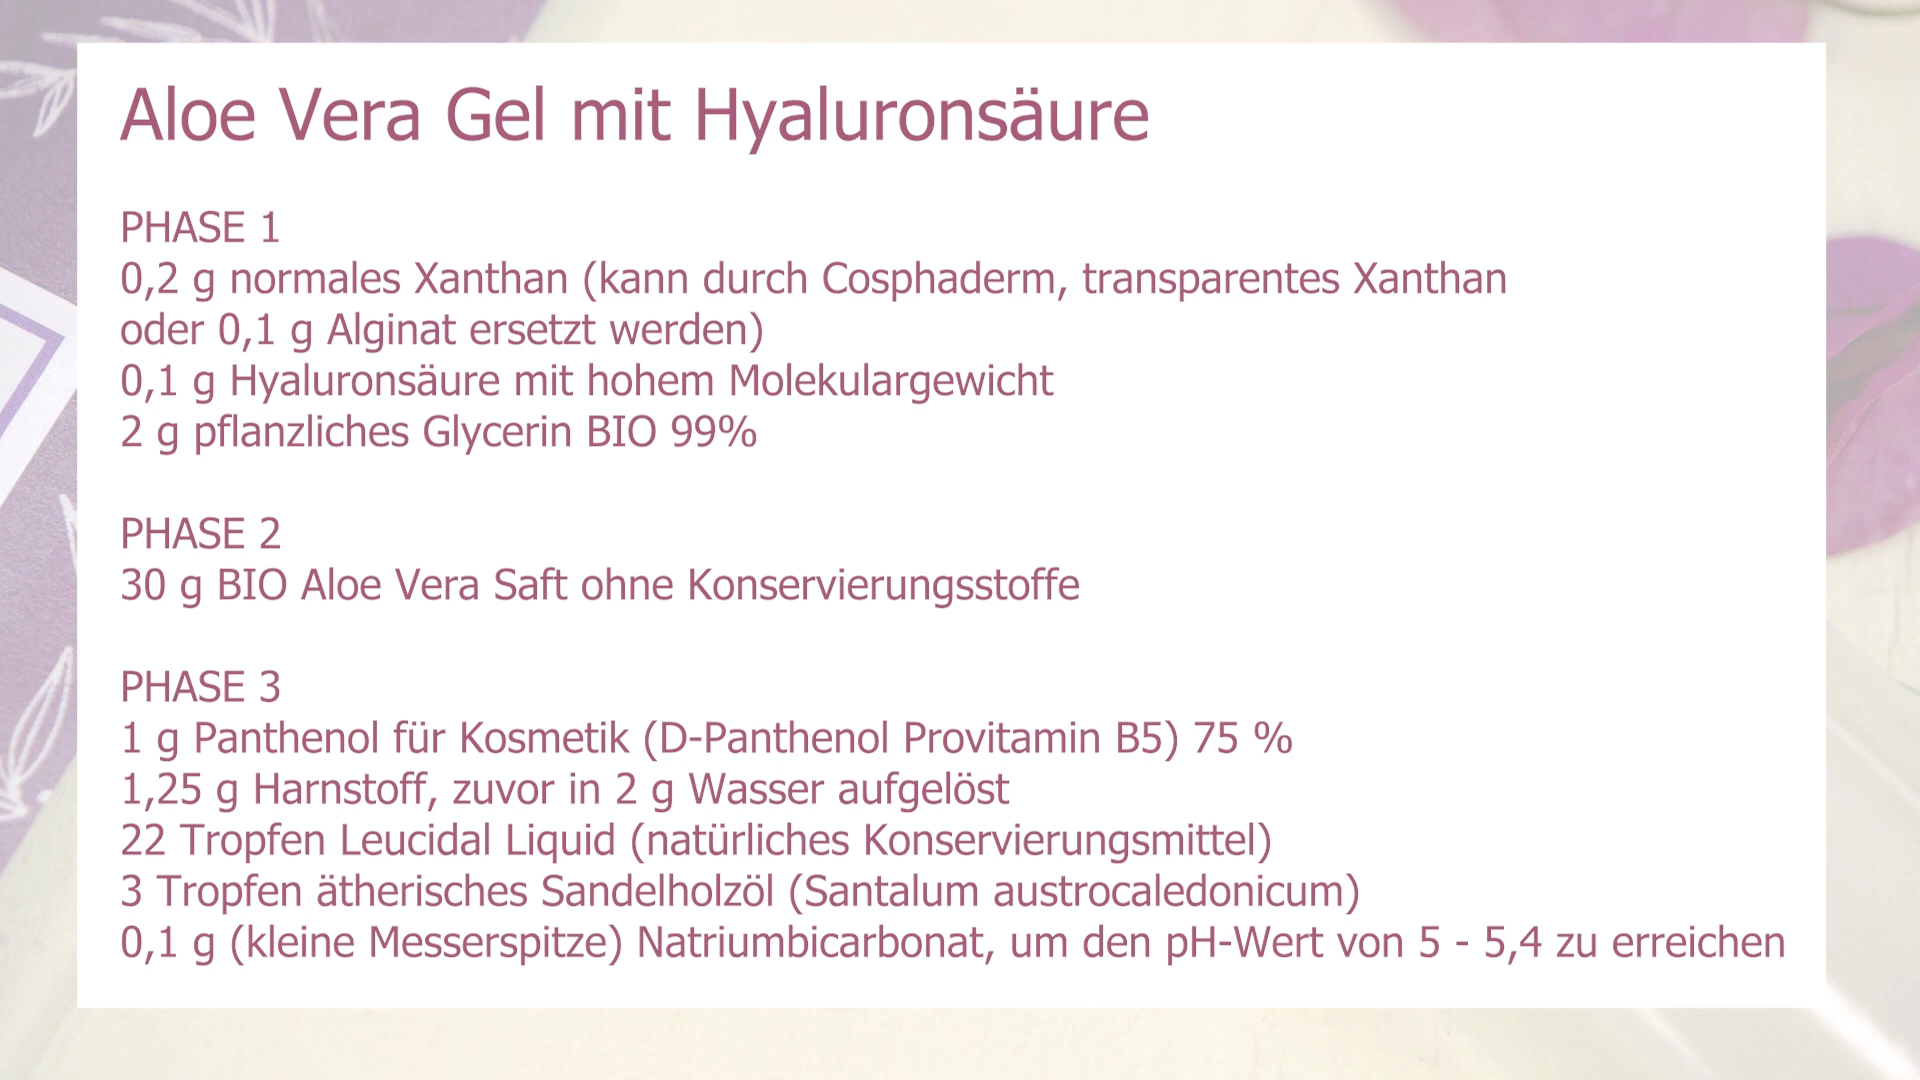 Aloe Vera Gel mit Hyaluronsäure
PHASE 1
0,2 g normales Xanthan (kann durch Cosphaderm, transparentes Xanthan
oder 0,1 g Alginat ersetzt werden)
0,1 g Hyaluronsäure mit hohem Molekulargewicht
2 g pflanzliches Glycerin BIO 99%
PHASE 2
30 g BIO Aloe Vera Saft ohne Konservierungsstoffe
PHASE 3
1 g Panthenol für Kosmetik (D-Panthenol Provitamin B5) 75 %
1,25 g Harnstoff, zuvor in 2 g Wasser aufgelöst
22 Tropfen Leucidal Liquid (natürliches Konservierungsmittel)
3 Tropfen ätherisches Sandelholzöl (Santalum austrocaledonicum)
0,1 g (kleine Messerspitze) Natriumbicarbonat, um den pH-Wert von 5 - 5,4 zu erreichen